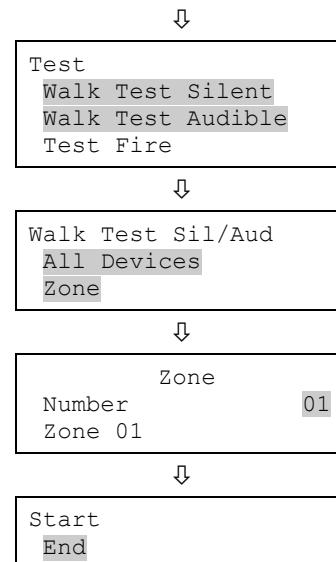 ⇩
Test
Walk Test Silent
Walk Test Audible
Test Fire
⇩
Walk Test Sil/Aud
All Devices
Zone
⇩
Zone
Number 01
Zone 01
⇩
Start
End